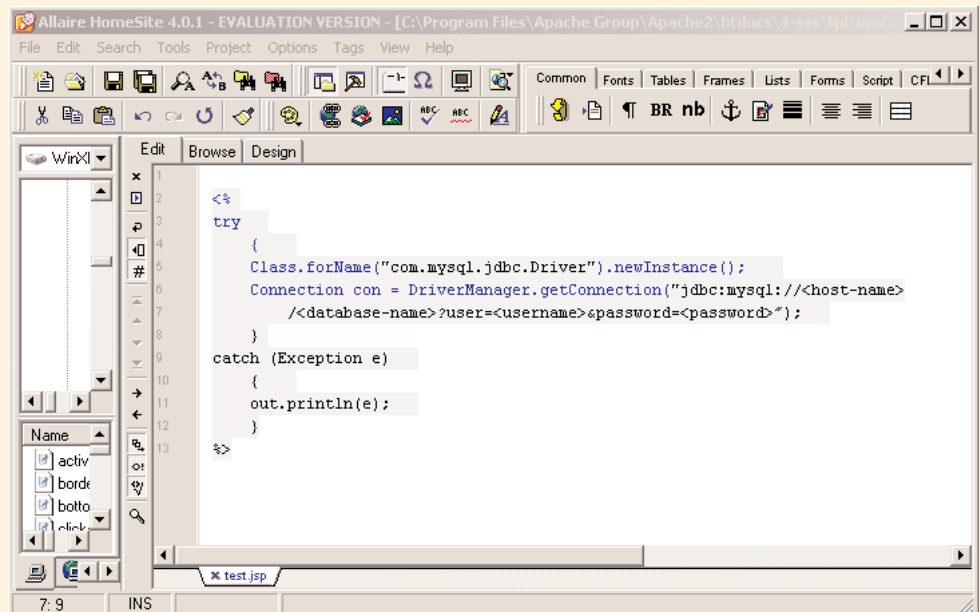 Allaire HomeSite 4.0.1 - EVALUATION VERSION - [C:\Program Files\Apache Group\Apache2\htdocs\4-sss\tpl\prof...
File Edit Search Tools Project Options Tags View Help
Common Fonts Tables Frames Lists Forms Script CFL
ABC ABC
BR nb
WinXI
Edit Browse Design
1
2 <%
3 try
4 {
5 Class.forName("com.mysql.jdbc.Driver").newInstance();
6 Connection con = DriverManager.getConnection("jdbc:mysql://<host-name>
7 /<database-name>?user=<username>&password=<password>″);
8 }
9 catch (Exception e)
10 {
11 out.println(e);
12 }
13 %>
Name
activ
borde
botto
click
test.jsp
7: 9 INS